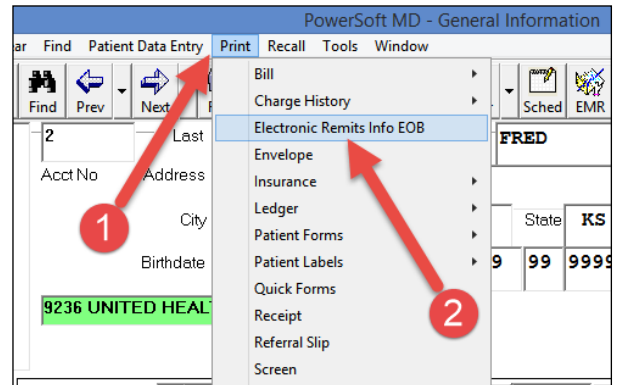 PowerSoft MD - General Information
ar Find Patient Data Entry Print Recall Tools Window
Find Prev Next Sched EMR
Bill
Charge History
Electronic Remits Info EOB
Envelope
Insurance
Ledger
Patient Forms
Patient Labels
Quick Forms
Receipt
Referral Slip
Screen
2 Last FRED
Acct No Address
City State KS
Birthdate 9 99 9999
9236 UNITED HEAL
1
2